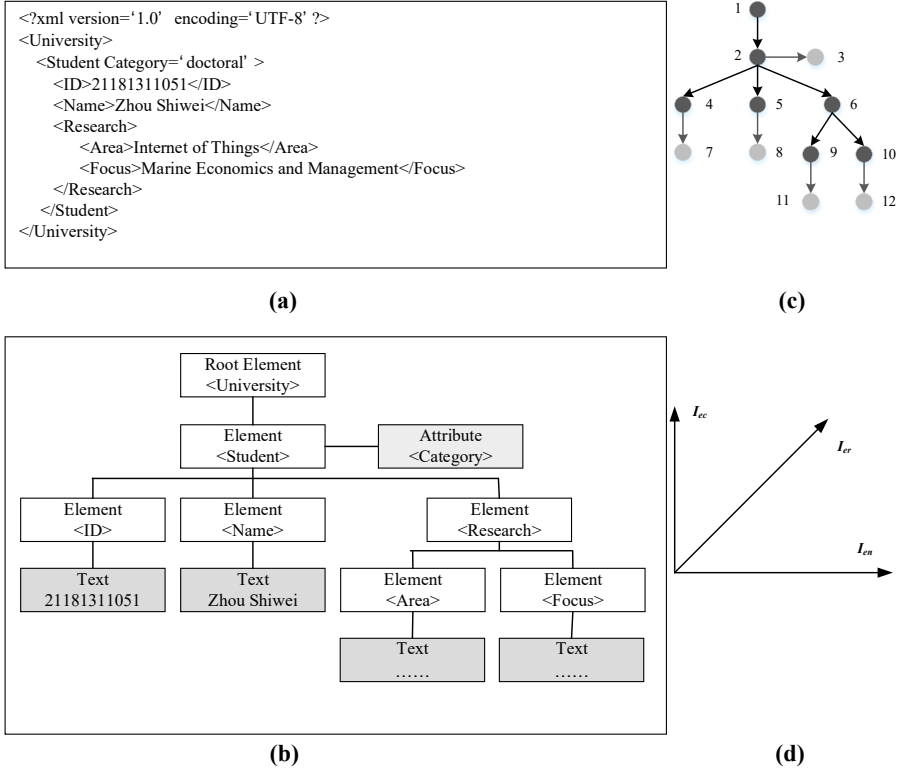 <?xml version=‘1.0’ encoding=‘UTF-8’ ?>
<University>
<Student Category=‘doctoral’ >
<ID>21181311051</ID>
<Name>Zhou Shiwei</Name>
<Research>
<Area>Internet of Things</Area>
<Focus>Marine Economics and Management</Focus>
</Research>
</Student>
</University>
(a)
1
2
3
4
5
6
7
8
9
10
11
12
(c)
Root Element
<University>
Element
<Student>
Attribute
<Category>
Element
<ID>
Element
<Name>
Element
<Research>
Text
21181311051
Text
Zhou Shiwei
Element
<Area>
Element
<Focus>
Text
……
Text
……
(b)
I_ec
I_er
I_en
(d)